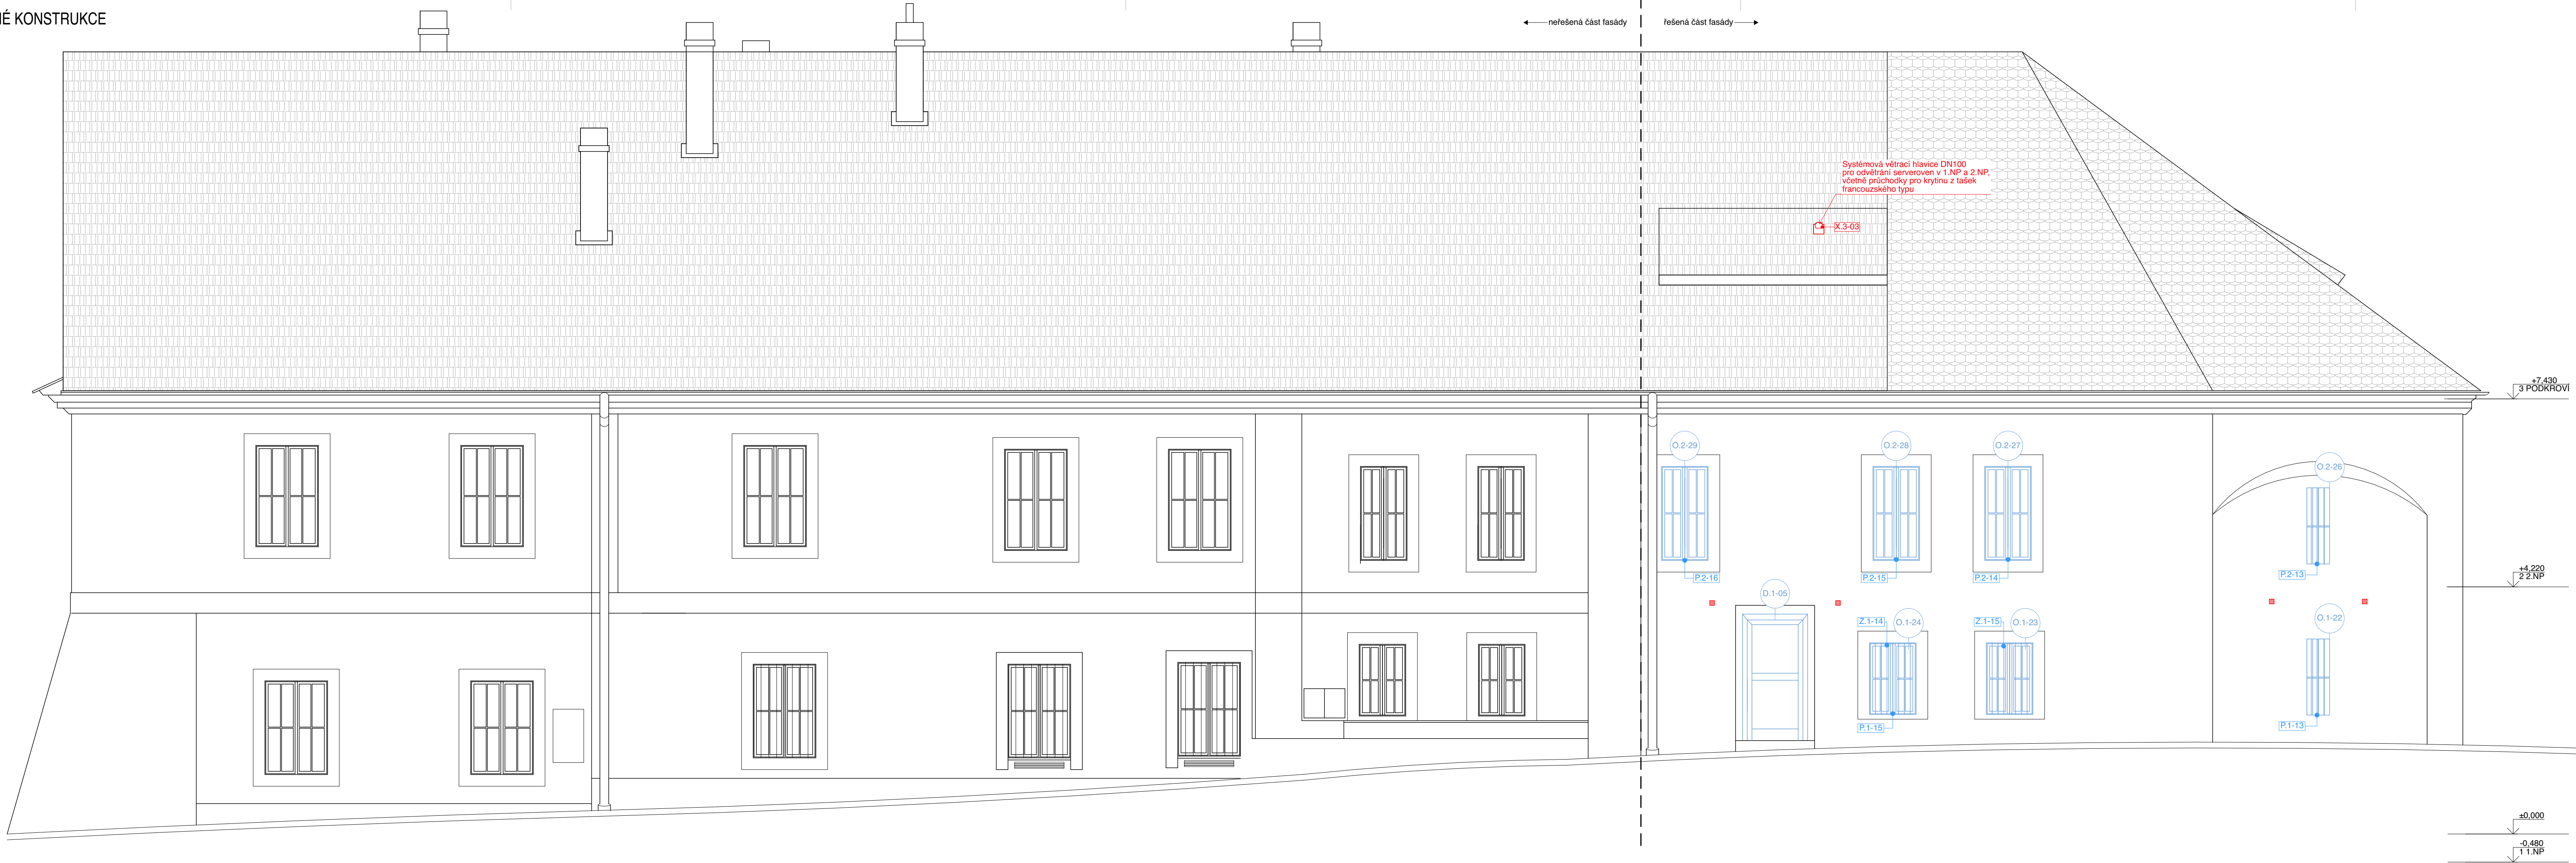 É KONSTRUKCE
neřešená část fasády
řešená část fasády
Systémová větrací hlavice DN100
pro odvětrání serveroven v 1.NP a 2.NP,
včetně průchodky pro krytinu z tašek
francouzského typu
X.3-03
+7,430
3 PODKROVÍ
O.2-29
O.2-28
O.2-27
O.2-26
P.2-16
P.2-15
P.2-14
P.2-13
+4,220
2 2.NP
D.1-05
Z.1-14
O.1-24
Z.1-15
O.1-23
O.1-22
P.1-15
P.1-13
±0,000
-0,480
1 1.NP